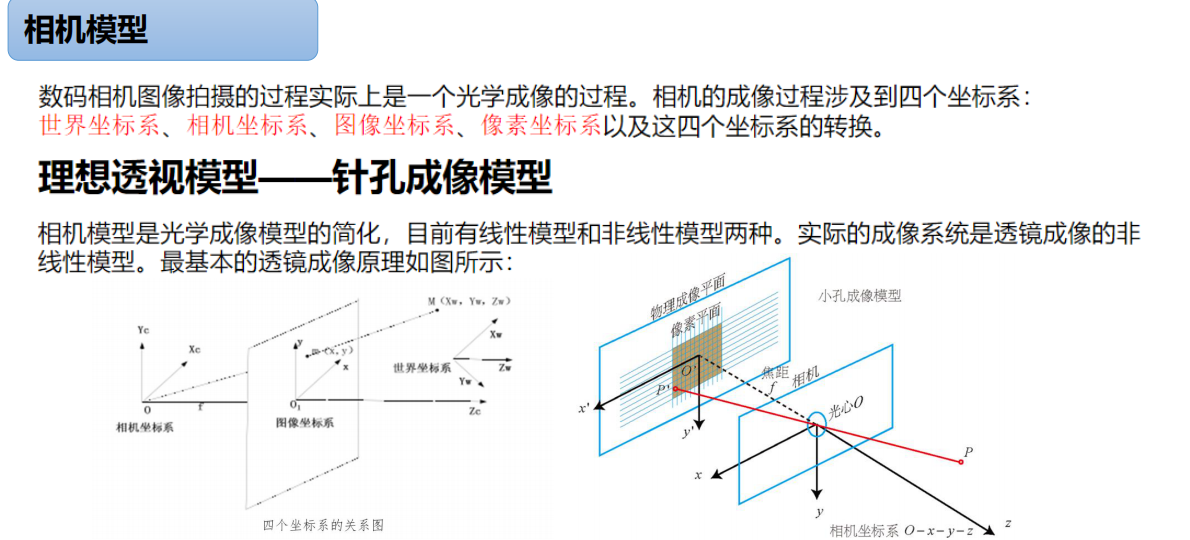 相机模型
数码相机图像拍摄的过程实际上是一个光学成像的过程。相机的成像过程涉及到四个坐标系：
世界坐标系、相机坐标系、图像坐标系、像素坐标系以及这四个坐标系的转换。
理想透视模型——针孔成像模型
相机模型是光学成像模型的简化，目前有线性模型和非线性模型两种。实际的成像系统是透镜成像的非
线性模型。最基本的透镜成像原理如图所示：
M（Xw，Yw，Zw）
Yc
Xc
y
m（x, y）
x
Xw
世界坐标系
Zw
Yw
O
f
O1
Zc
相机坐标系
图像坐标系
四个坐标系的关系图
物理成像平面
像素平面
小孔成像模型
O'
P'
焦距
f
相机
x'
y'
光心O
P
x
y
z
相机坐标系 O-x-y-z